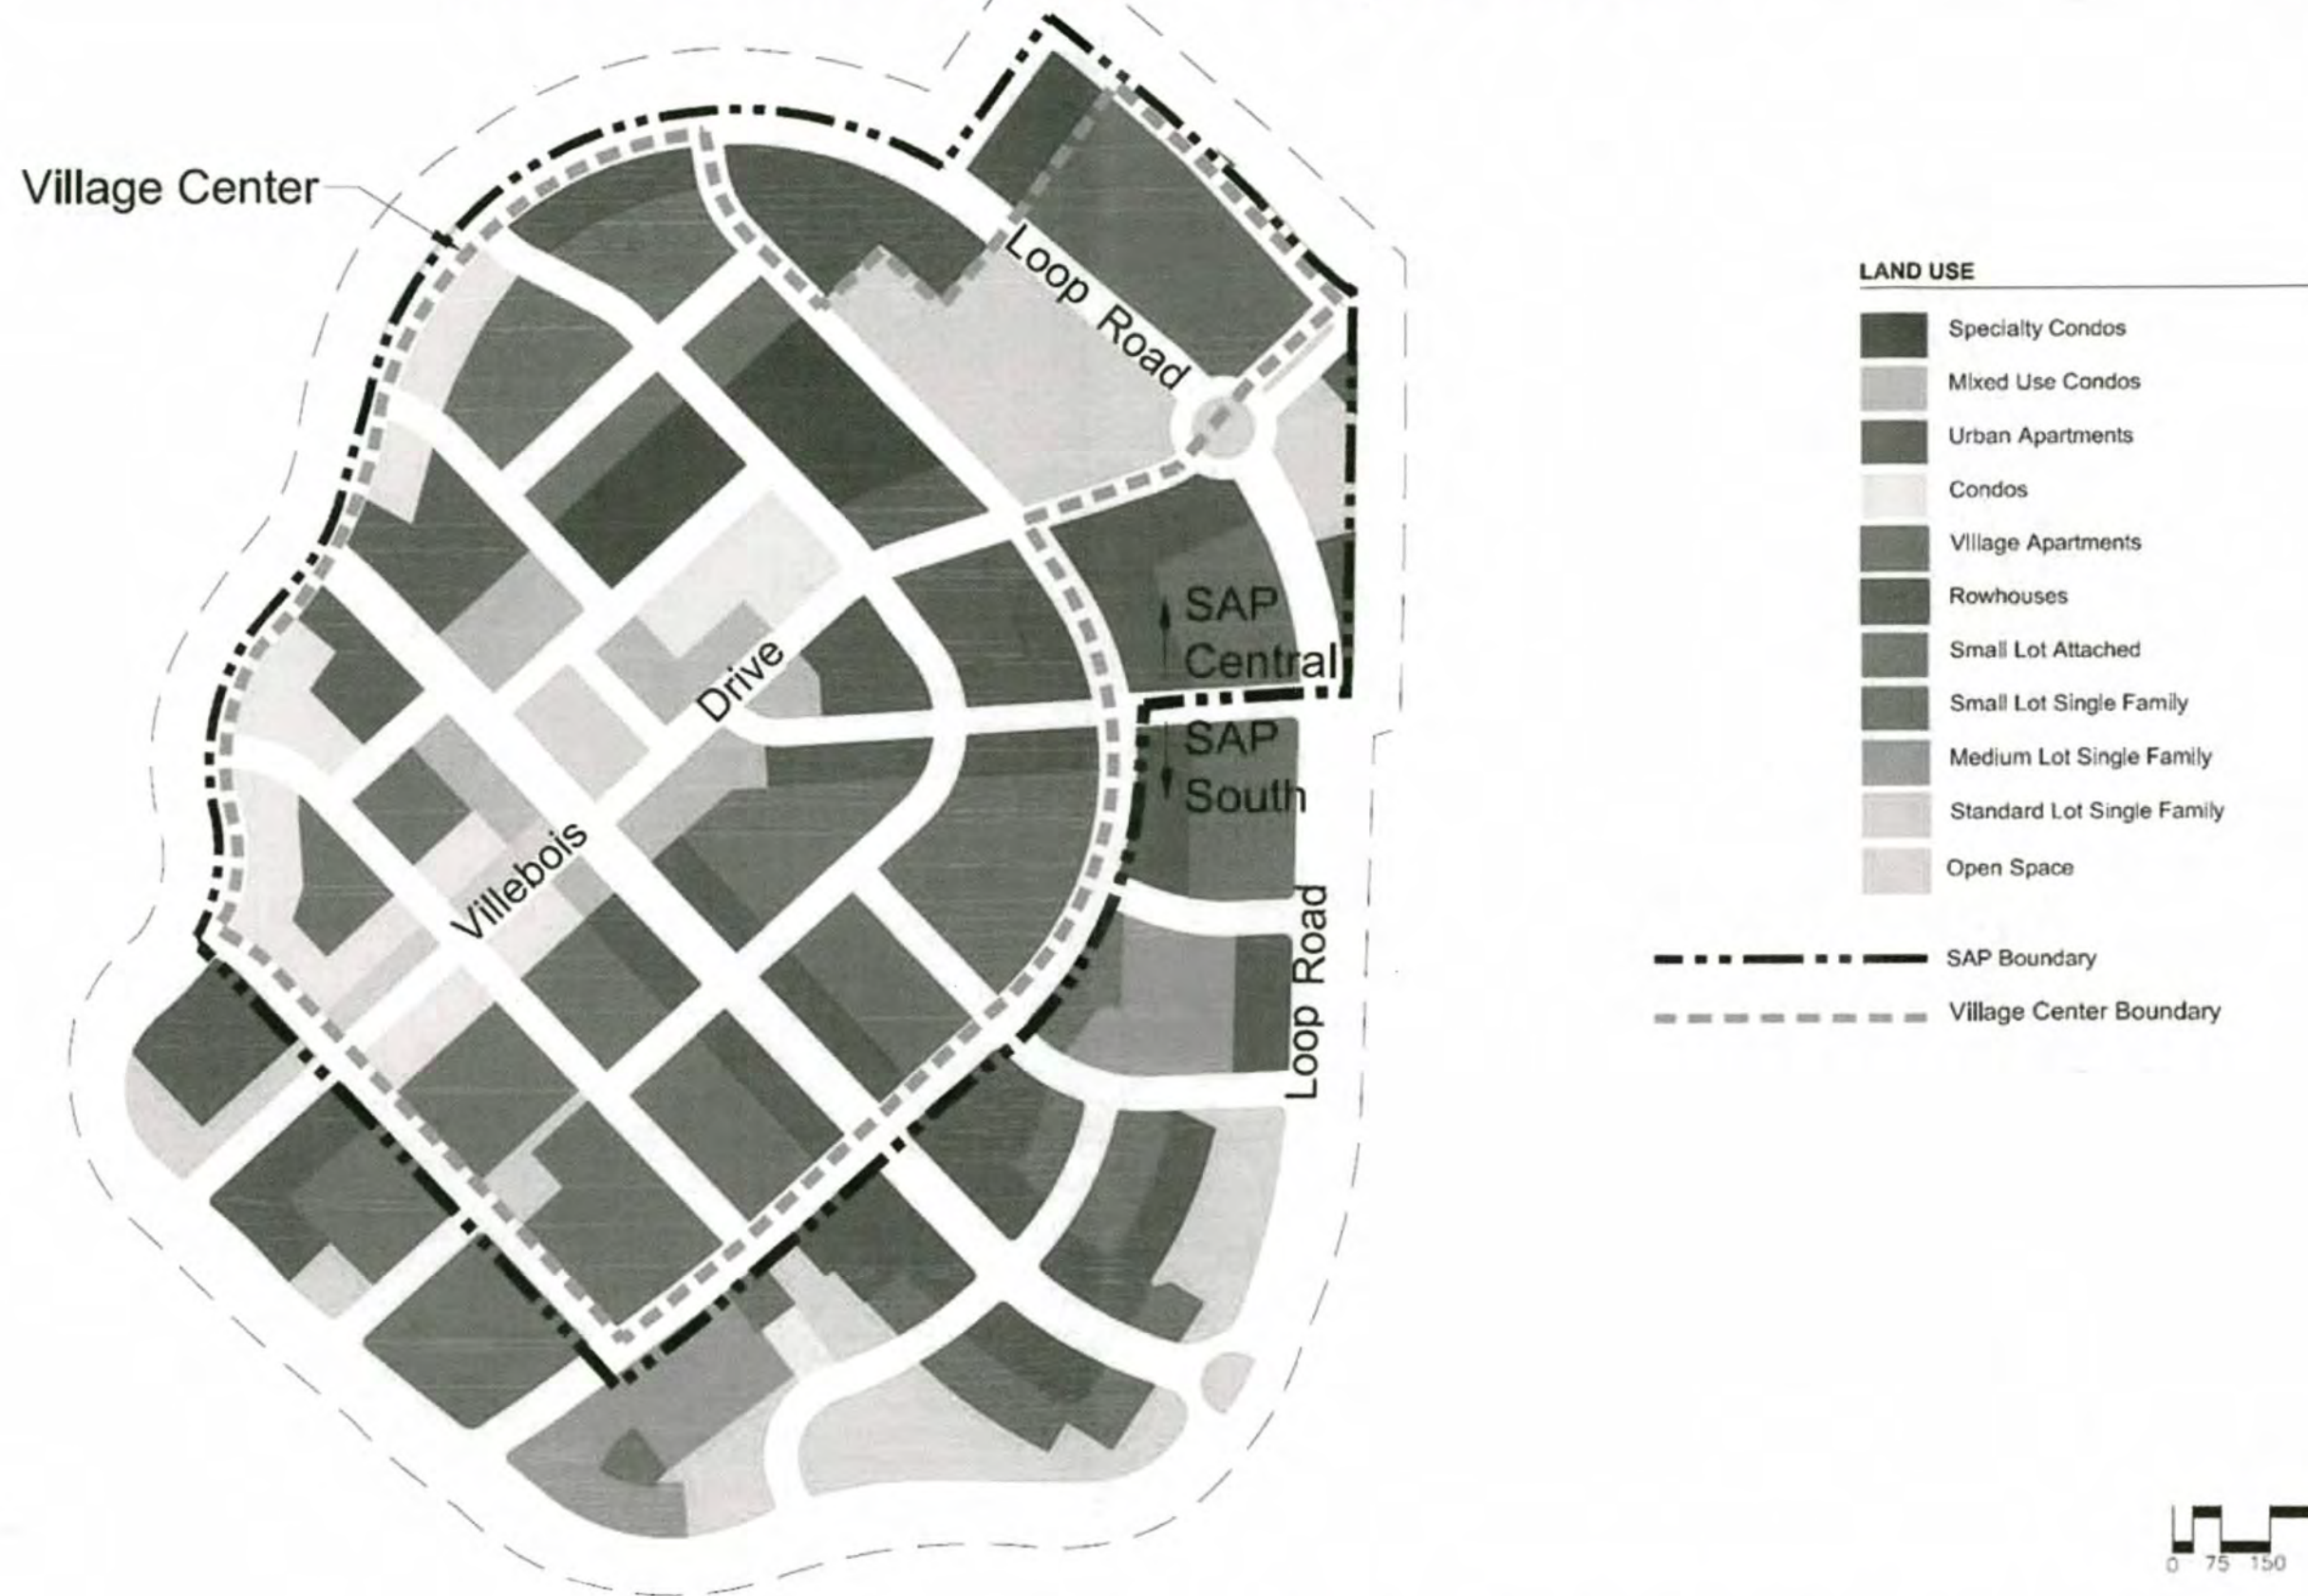 Village Center
Loop Road
SAP
Central
Drive
SAP
South
Villebois
Loop Road
LAND USE
Specialty Condos
Mixed Use Condos
Urban Apartments
Condos
Village Apartments
Rowhouses
Small Lot Attached
Small Lot Single Family
Medium Lot Single Family
Standard Lot Single Family
Open Space
SAP Boundary
Village Center Boundary
0 75 150